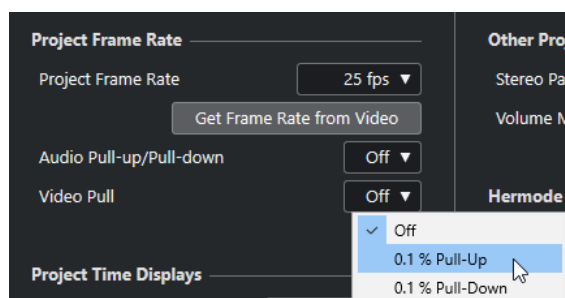 Project Frame Rate
Other Pro
Project Frame Rate
25 fps
Stereo Pa
Get Frame Rate from Video
Volume M
Audio Pull-up/Pull-down
Off
Video Pull
Off
Hermode
Off
0.1 % Pull-Up
Project Time Displays
0.1 % Pull-Down